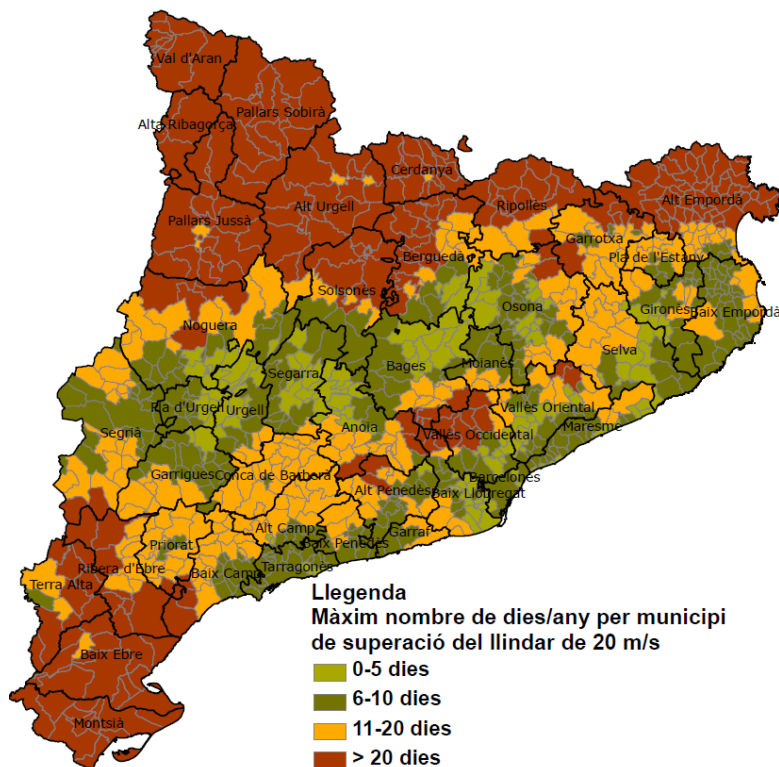 Val d'Aran
Pallars Sobirà
Alta Ribagorça
Cerdanya
Alt Urgell
Ripollès
Alt Empordà
Pallars Jussà
Garrotxa
Berguedà
Pla de l'Estany
Solsonès
Osona
Gironès
Baix Empordà
Noguera
Selva
Bages
Moianès
Segarra
Pla d'Urgell
Urgell
Vallès Oriental
Anoia
Segrià
Vallès Occidental
Maresme
Garrigues
Conca de Barberà
Barcelonès
Alt Penedès
Baix Llobregat
Alt Camp
Garraf
Priorat
Baix Penedès
Ribera d'Ebre
Baix Camp
Tarragonès
Terra Alta
Baix Ebre
Montsià
Llegenda
Màxim nombre de dies/any per municipi
de superació del llindar de 20 m/s
0-5 dies
6-10 dies
11-20 dies
> 20 dies